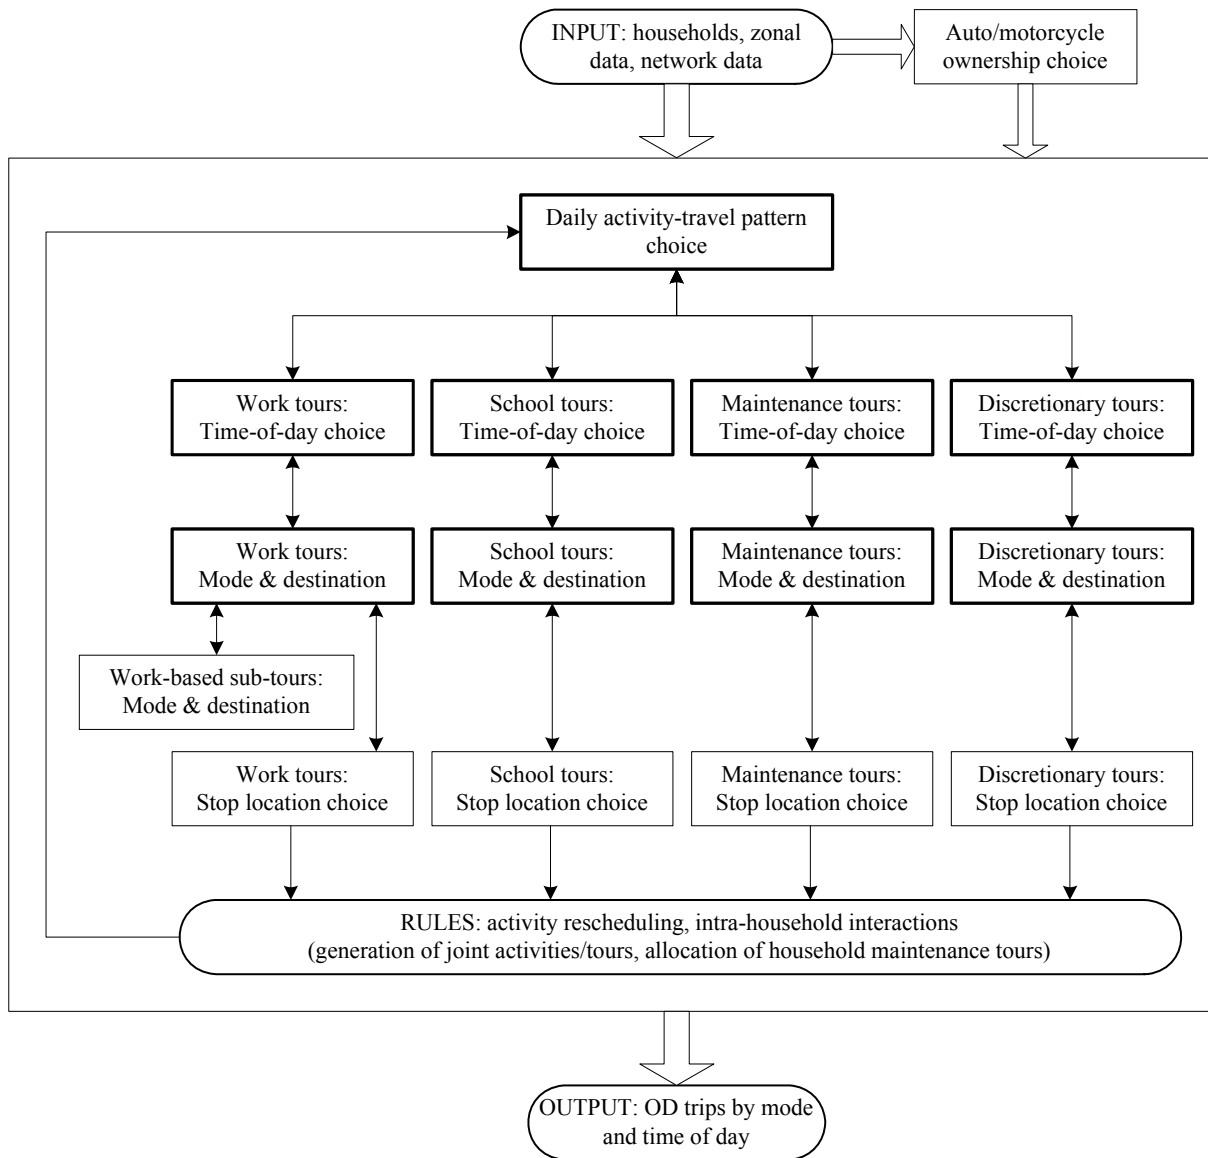 INPUT: households, zonal
data, network data
Auto/motorcycle
ownership choice
Daily activity-travel pattern
choice
Work tours:
Time-of-day choice
School tours:
Time-of-day choice
Maintenance tours:
Time-of-day choice
Discretionary tours:
Time-of-day choice
Work tours:
Mode & destination
School tours:
Mode & destination
Maintenance tours:
Mode & destination
Discretionary tours:
Mode & destination
Work-based sub-tours:
Mode & destination
Work tours:
Stop location choice
School tours:
Stop location choice
Maintenance tours:
Stop location choice
Discretionary tours:
Stop location choice
RULES: activity rescheduling, intra-household interactions
(generation of joint activities/tours, allocation of household maintenance tours)
OUTPUT: OD trips by mode
and time of day